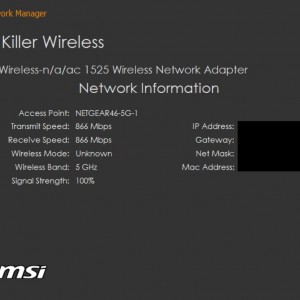 work Manager
Killer Wireless
Wireless-n/a/ac 1525 Wireless Network Adapter
Network Information
Access Point: NETGEAR46-5G-1
Transmit Speed: 866 Mbps IP Address:
Receive Speed: 866 Mbps Gateway:
Wireless Mode: Unknown Net Mask:
Wireless Band: 5 GHz Mac Address:
Signal Strength: 100%
msi